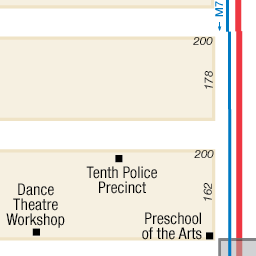 ← M7
200
178
200
Tenth Police
Precinct
162
Dance
Theatre
Workshop
Preschool
of the Arts